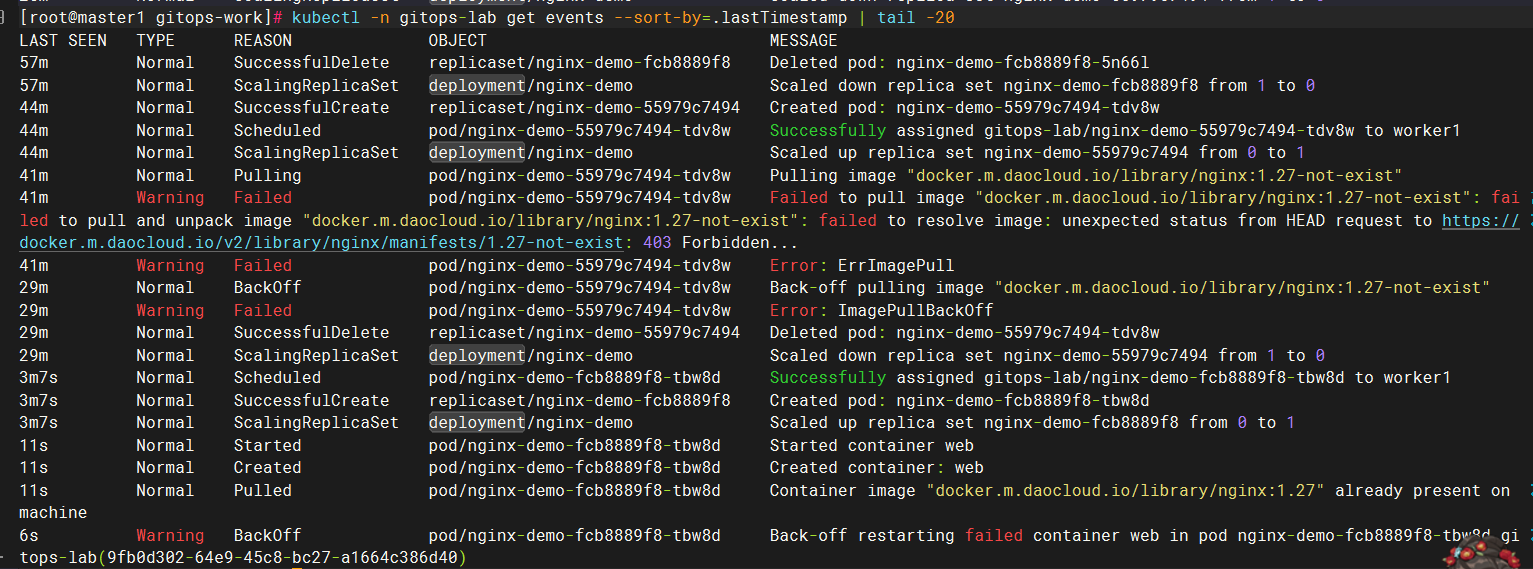 [root@master1 gitops-work]# kubectl -n gitops-lab get events --sort-by=.lastTimestamp | tail -20
LAST SEEN   TYPE      REASON              OBJECT                             MESSAGE
57m         Normal    SuccessfulDelete    replicaset/nginx-demo-fcb8889f8    Deleted pod: nginx-demo-fcb8889f8-5n66l
57m         Normal    ScalingReplicaSet   deployment/nginx-demo              Scaled down replica set nginx-demo-fcb8889f8 from 1 to 0
44m         Normal    SuccessfulCreate    replicaset/nginx-demo-55979c7494   Created pod: nginx-demo-55979c7494-tdv8w
44m         Normal    Scheduled           pod/nginx-demo-55979c7494-tdv8w    Successfully assigned gitops-lab/nginx-demo-55979c7494-tdv8w to worker1
44m         Normal    ScalingReplicaSet   deployment/nginx-demo              Scaled up replica set nginx-demo-55979c7494 from 0 to 1
41m         Normal    Pulling             pod/nginx-demo-55979c7494-tdv8w    Pulling image "docker.m.daocloud.io/library/nginx:1.27-not-exist"
41m         Warning   Failed              pod/nginx-demo-55979c7494-tdv8w    Failed to pull image "docker.m.daocloud.io/library/nginx:1.27-not-exist": fai
led to pull and unpack image "docker.m.daocloud.io/library/nginx:1.27-not-exist": failed to resolve image: unexpected status from HEAD request to https://
docker.m.daocloud.io/v2/library/nginx/manifests/1.27-not-exist: 403 Forbidden...
41m         Warning   Failed              pod/nginx-demo-55979c7494-tdv8w    Error: ErrImagePull
29m         Normal    BackOff             pod/nginx-demo-55979c7494-tdv8w    Back-off pulling image "docker.m.daocloud.io/library/nginx:1.27-not-exist"
29m         Warning   Failed              pod/nginx-demo-55979c7494-tdv8w    Error: ImagePullBackOff
29m         Normal    SuccessfulDelete    replicaset/nginx-demo-55979c7494   Deleted pod: nginx-demo-55979c7494-tdv8w
29m         Normal    ScalingReplicaSet   deployment/nginx-demo              Scaled down replica set nginx-demo-55979c7494 from 1 to 0
3m7s        Normal    Scheduled           pod/nginx-demo-fcb8889f8-tbw8d     Successfully assigned gitops-lab/nginx-demo-fcb8889f8-tbw8d to worker1
3m7s        Normal    SuccessfulCreate    replicaset/nginx-demo-fcb8889f8    Created pod: nginx-demo-fcb8889f8-tbw8d
3m7s        Normal    ScalingReplicaSet   deployment/nginx-demo              Scaled up replica set nginx-demo-fcb8889f8 from 0 to 1
11s         Normal    Started             pod/nginx-demo-fcb8889f8-tbw8d     Started container web
11s         Normal    Created             pod/nginx-demo-fcb8889f8-tbw8d     Created container: web
11s         Normal    Pulled              pod/nginx-demo-fcb8889f8-tbw8d     Container image "docker.m.daocloud.io/library/nginx:1.27" already present on
machine
6s          Warning   BackOff             pod/nginx-demo-fcb8889f8-tbw8d     Back-off restarting failed container web in pod nginx-demo-fcb8889f8-tbw8d_gi
tops-lab(9fb0d302-64e9-45c8-bc27-a1664c386d40)